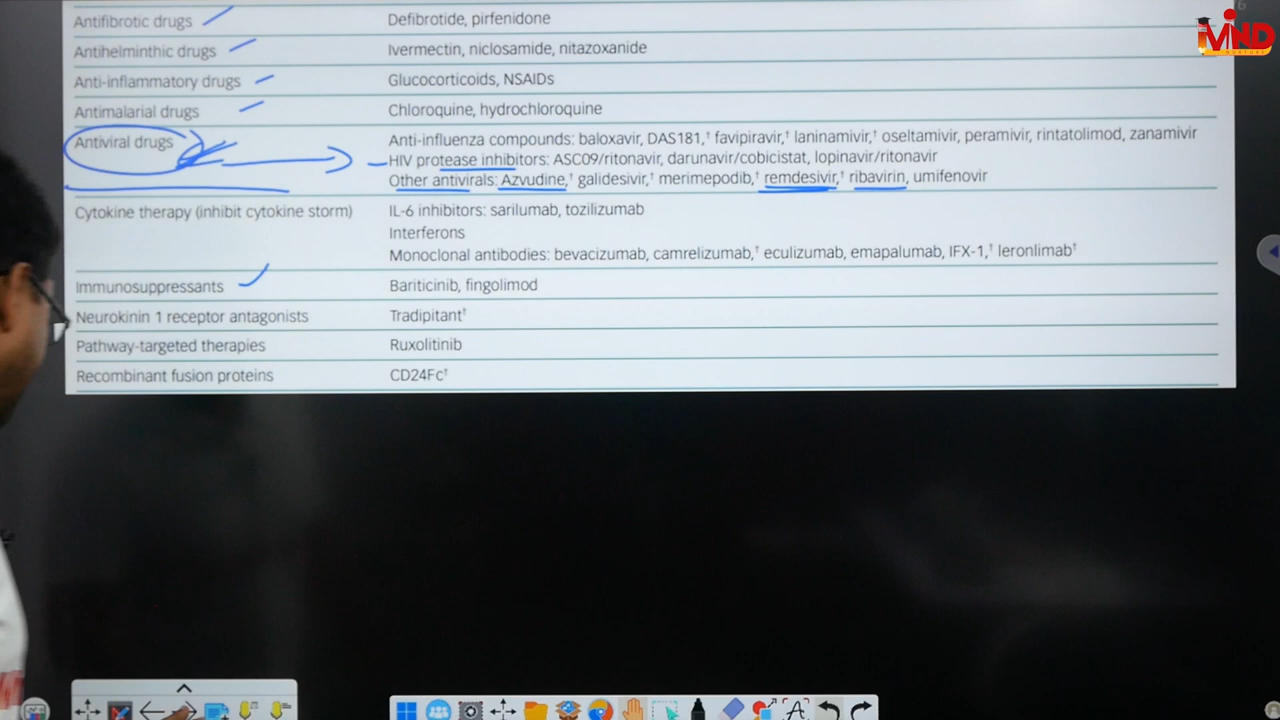 Antifibrotic drugs Defibrotide, pirfenidone
Antihelminthic drugs Ivermectin, niclosamide, nitazoxanide
Anti-inflammatory drugs Glucocorticoids, NSAIDs
Antimalarial drugs Chloroquine, hydrochloroquine
Antiviral drugs Anti-influenza compounds: baloxavir, DAS181,† favipiravir,† laninamivir,† oseltamivir, peramivir, rintatolimod, zanamivir
HIV protease inhibitors: ASC09/ritonavir, darunavir/cobicistat, lopinavir/ritonavir
Other antivirals: Azvudine,† galidesivir,† merimepodib,† remdesivir,† ribavirin, umifenovir
Cytokine therapy (inhibit cytokine storm) IL-6 inhibitors: sarilumab, tozilizumab
Interferons
Monoclonal antibodies: bevacizumab, camrelizumab,† eculizumab, emapalumab, IFX-1,† leronlimab†
Immunosuppressants Bariticinib, fingolimod
Neurokinin 1 receptor antagonists Tradipitant†
Pathway-targeted therapies Ruxolitinib
Recombinant fusion proteins CD24Fc†